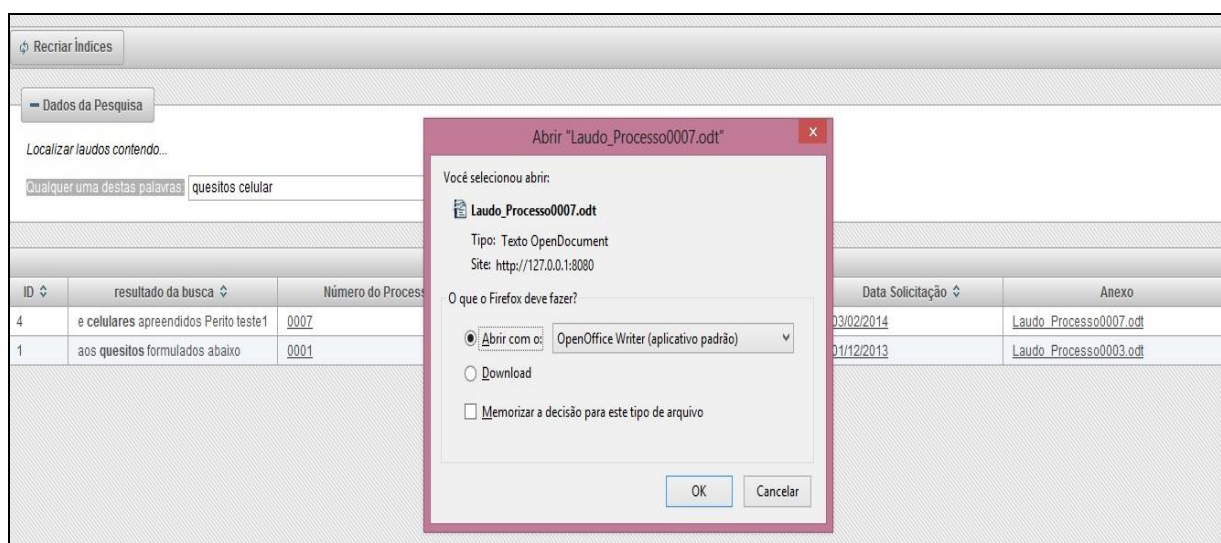 Recriar Índices
Dados da Pesquisa
Localizar laudos contendo...
Qualquer uma destas palavras: quesitos celular
Abrir "Laudo_Processo0007.odt"
x
Você selecionou abrir:
Laudo_Processo0007.odt
Tipo: Texto OpenDocument
Site: http://127.0.0.1:8080
O que o Firefox deve fazer?
Abrir com o: OpenOffice Writer (aplicativo padrão)
Download
Memorizar a decisão para este tipo de arquivo
OK Cancelar
ID resultado da busca Número do Process Data Solicitação Anexo
4 e celulares apreendidos Perito teste1 0007 03/02/2014 Laudo_Processo0007.odt
1 aos quesitos formulados abaixo 0001 01/12/2013 Laudo_Processo0003.odt